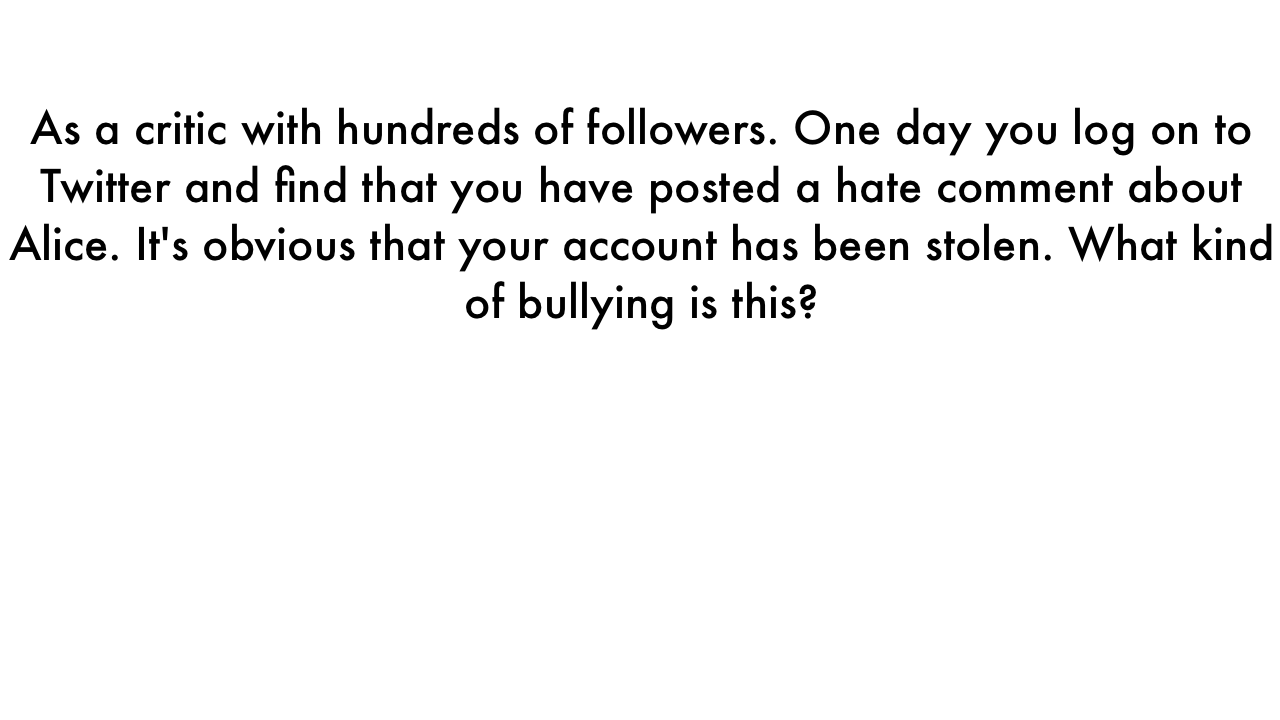 As a critic with hundreds of followers. One day you log on to
Twitter and find that you have posted a hate comment about
Alice. It's obvious that your account has been stolen. What kind
of bullying is this?